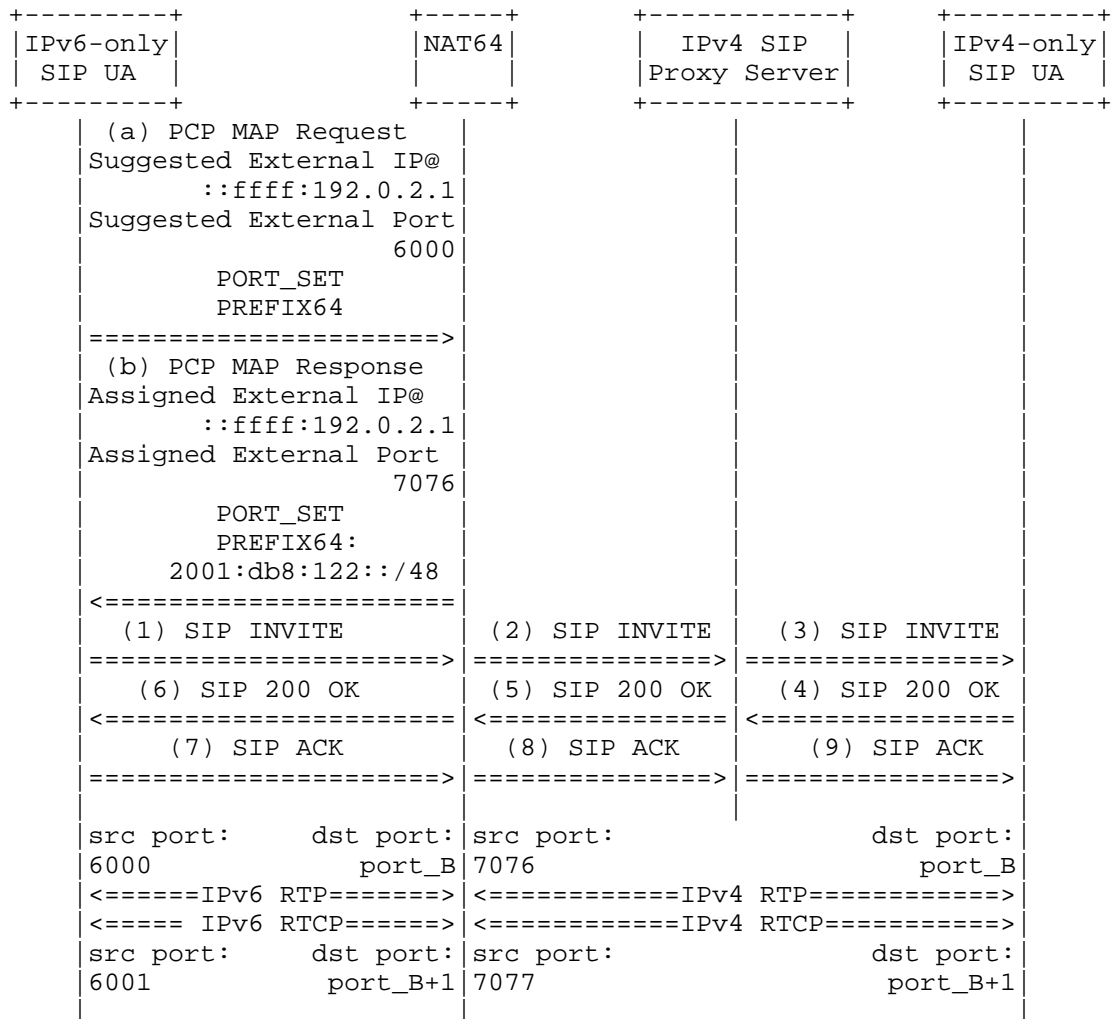 IPv6-only NAT64 IPv4 SIP IPv4-only
SIP UA Proxy Server SIP UA
(a) PCP MAP Request
Suggested External IP@
::ffff:192.0.2.1
Suggested External Port
6000
PORT_SET
PREFIX64
(b) PCP MAP Response
Assigned External IP@
::ffff:192.0.2.1
Assigned External Port
7076
PORT_SET
PREFIX64:
2001:db8:122::/48
(1) SIP INVITE (2) SIP INVITE (3) SIP INVITE
(6) SIP 200 OK (5) SIP 200 OK (4) SIP 200 OK
(7) SIP ACK (8) SIP ACK (9) SIP ACK
src port: dst port: src port: dst port:
6000 port_B 7076 port_B
<======IPv6 RTP=======> <============IPv4 RTP============>
<===== IPv6 RTCP======> <============IPv4 RTCP===========>
src port: dst port: src port: dst port:
6001 port_B+1 7077 port_B+1